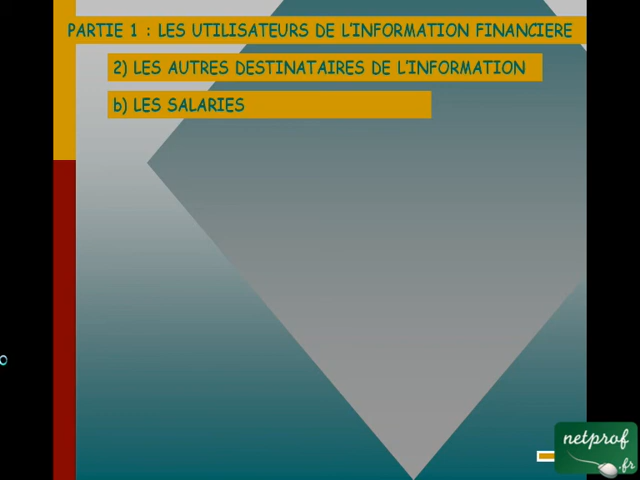 PARTIE 1 : LES UTILISATEURS DE L'INFORMATION FINANCIERE
2) LES AUTRES DESTINATAIRES DE L'INFORMATION
b) LES SALARIES
netprof
.fr